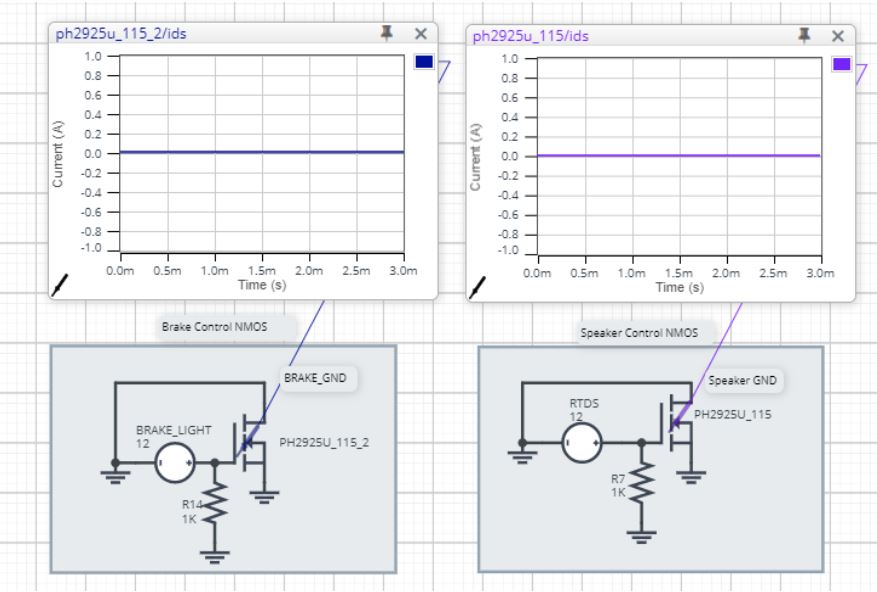 ph2925u_115_2/ids
1.0
0.8
0.6
0.4
0.2
0.0
-0.2
-0.4
-0.6
-0.8
-1.0
Current (A)
0.0m 0.5m 1.0m 1.5m 2.0m 2.5m 3.0m
Time (s)
ph2925u_115/ids
1.0
0.8
0.6
0.4
0.2
0.0
-0.2
-0.4
-0.6
-0.8
-1.0
Current (A)
0.0m 0.5m 1.0m 1.5m 2.0m 2.5m 3.0m
Time (s)
Brake Control NMOS
BRAKE_GND
BRAKE_LIGHT
12
PH2925U_115_2
R14
1K
Speaker Control NMOS
Speaker GND
RTDS
12
PH2925U_115
R7
1K